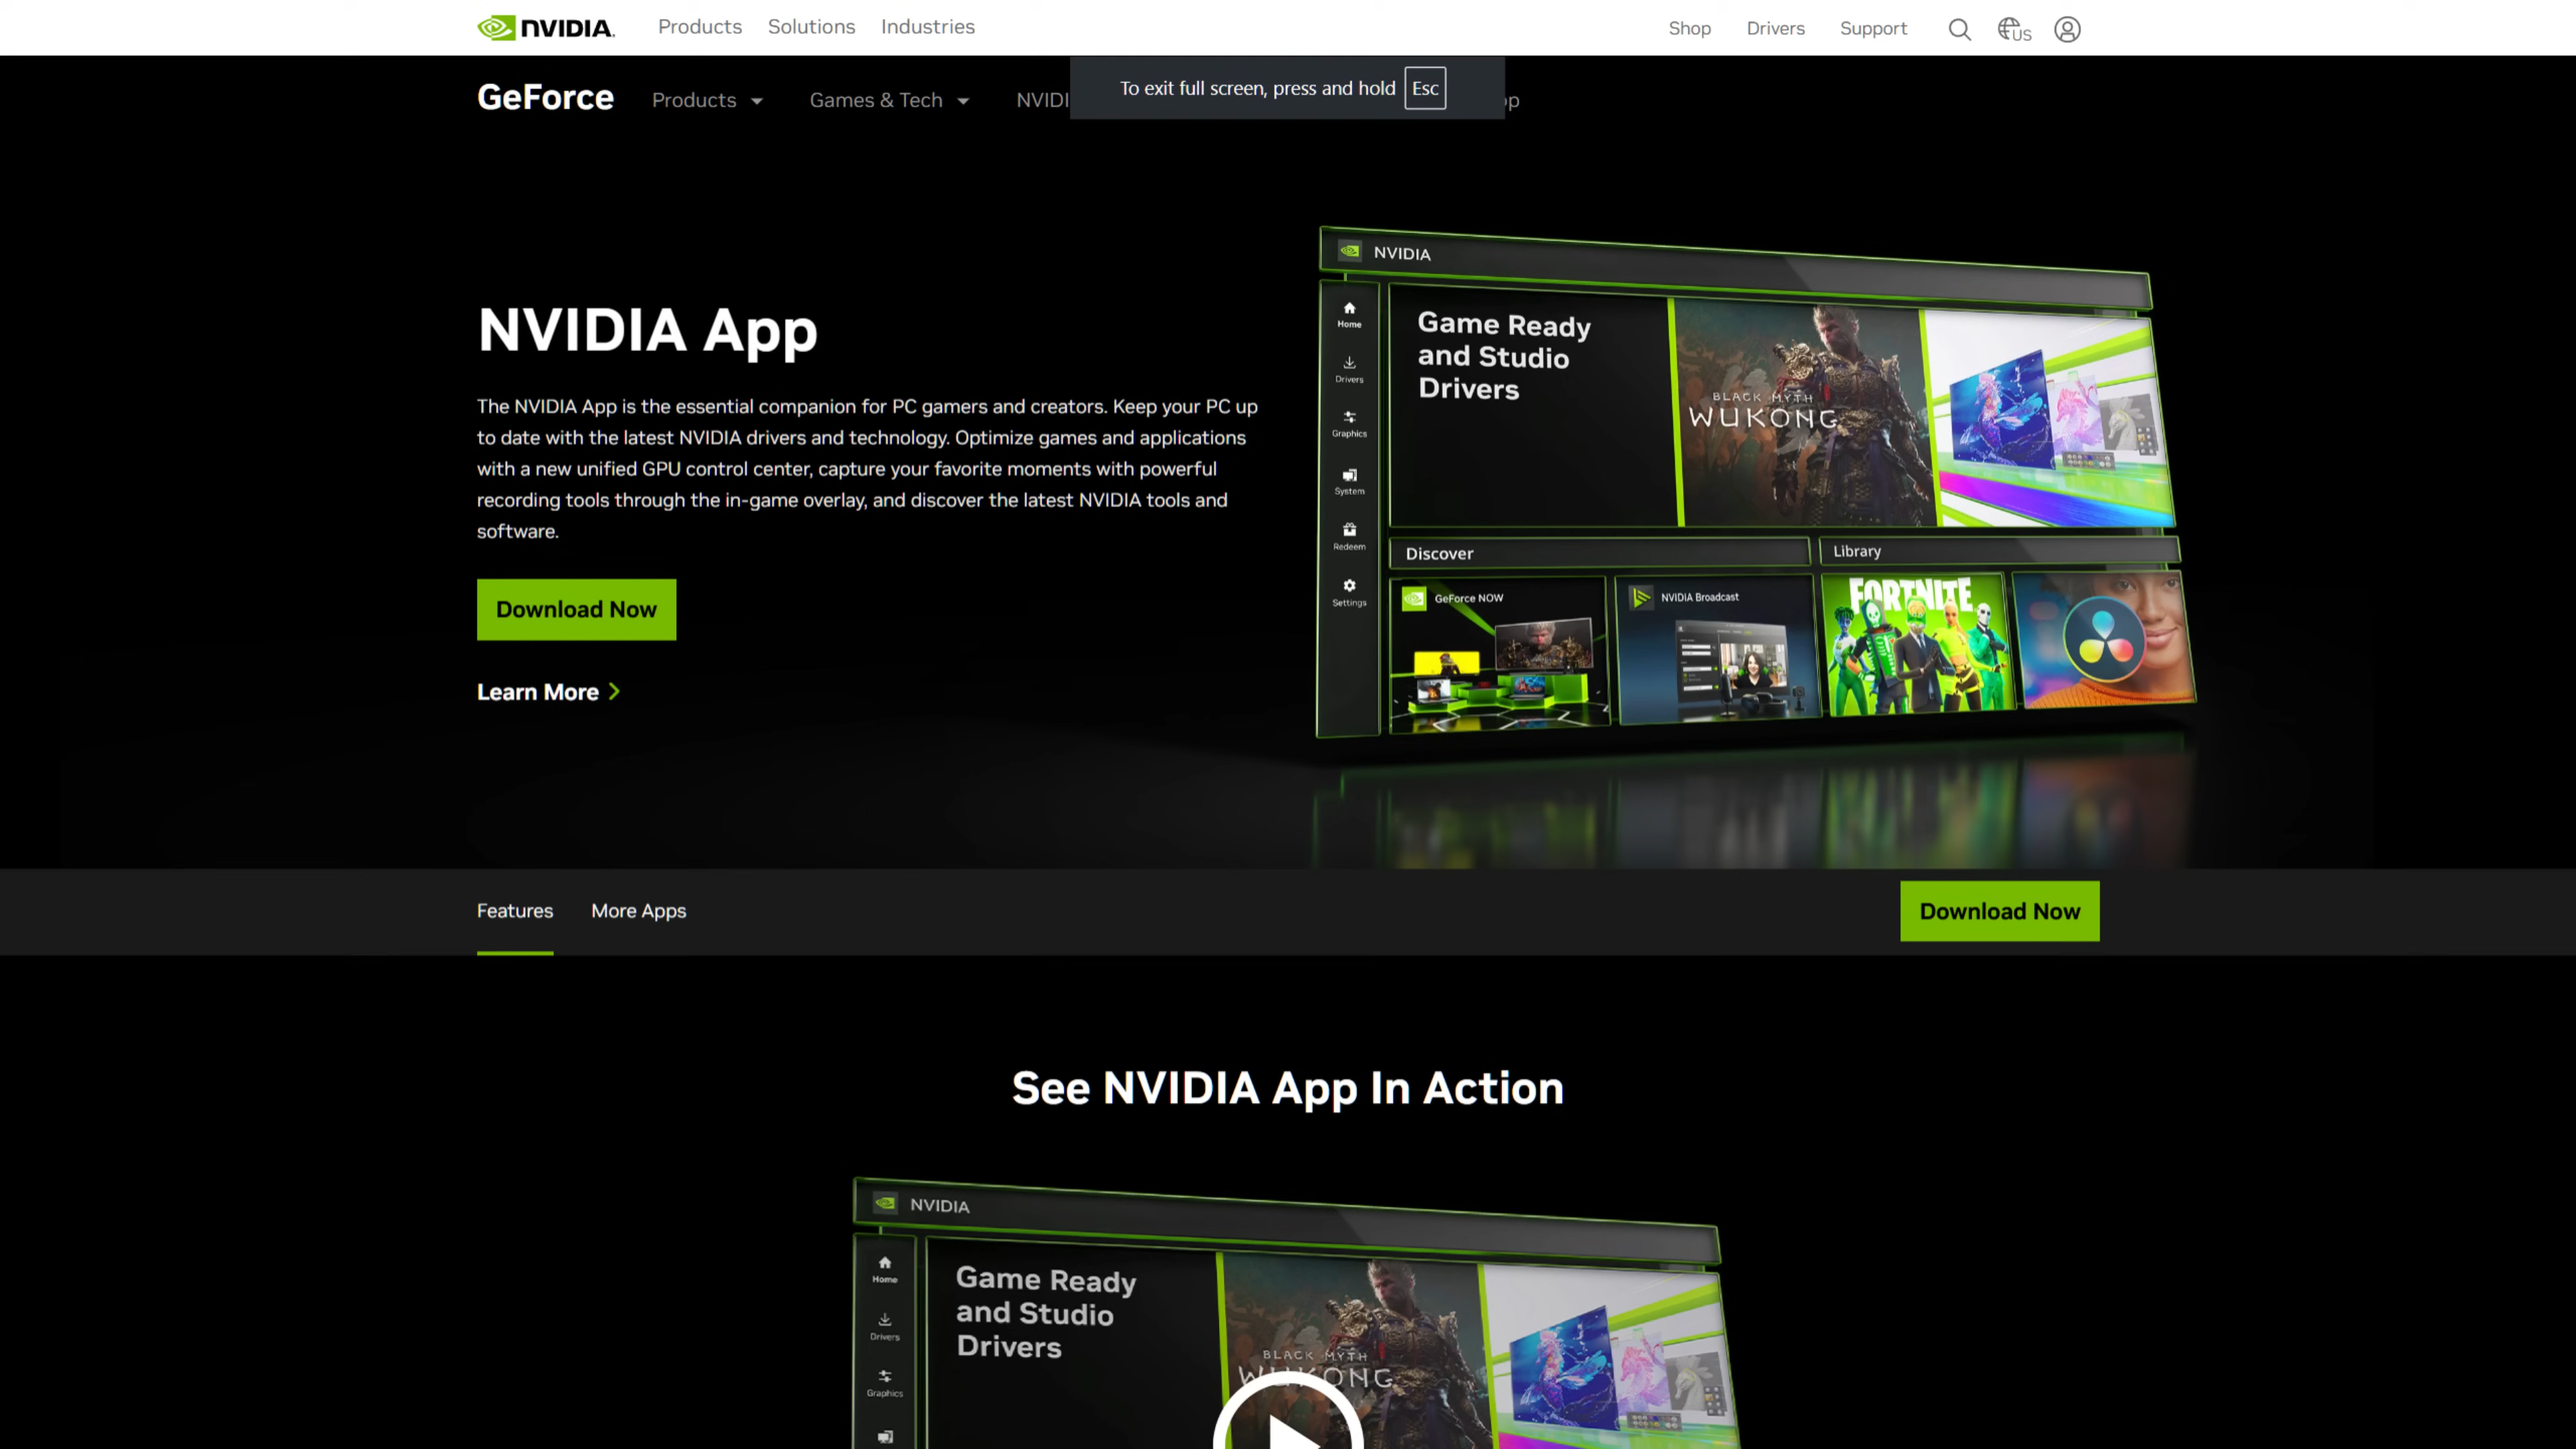 NVIDIA.
Products
Solutions
Industries
Shop
Drivers
Support
US
GeForce
Products
Games & Tech
NVIDI
To exit full screen, press and hold Esc
NVIDIA App
The NVIDIA App is the essential companion for PC gamers and creators. Keep your PC up
to date with the latest NVIDIA drivers and technology. Optimize games and applications
with a new unified GPU control center, capture your favorite moments with powerful
recording tools through the in-game overlay, and discover the latest NVIDIA tools and
software.
Download Now
Learn More
NVIDIA
Home
Drivers
Graphics
System
Redeem
Settings
Game Ready
and Studio
Drivers
BLACK MYTH
WUKONG
Discover
Library
GeForce NOW
NVIDIA Broadcast
FORTNITE
Features
More Apps
Download Now
See NVIDIA App In Action
NVIDIA
Home
Drivers
Graphics
Game Ready
and Studio
Drivers
BLACK MYTH
WUKONG